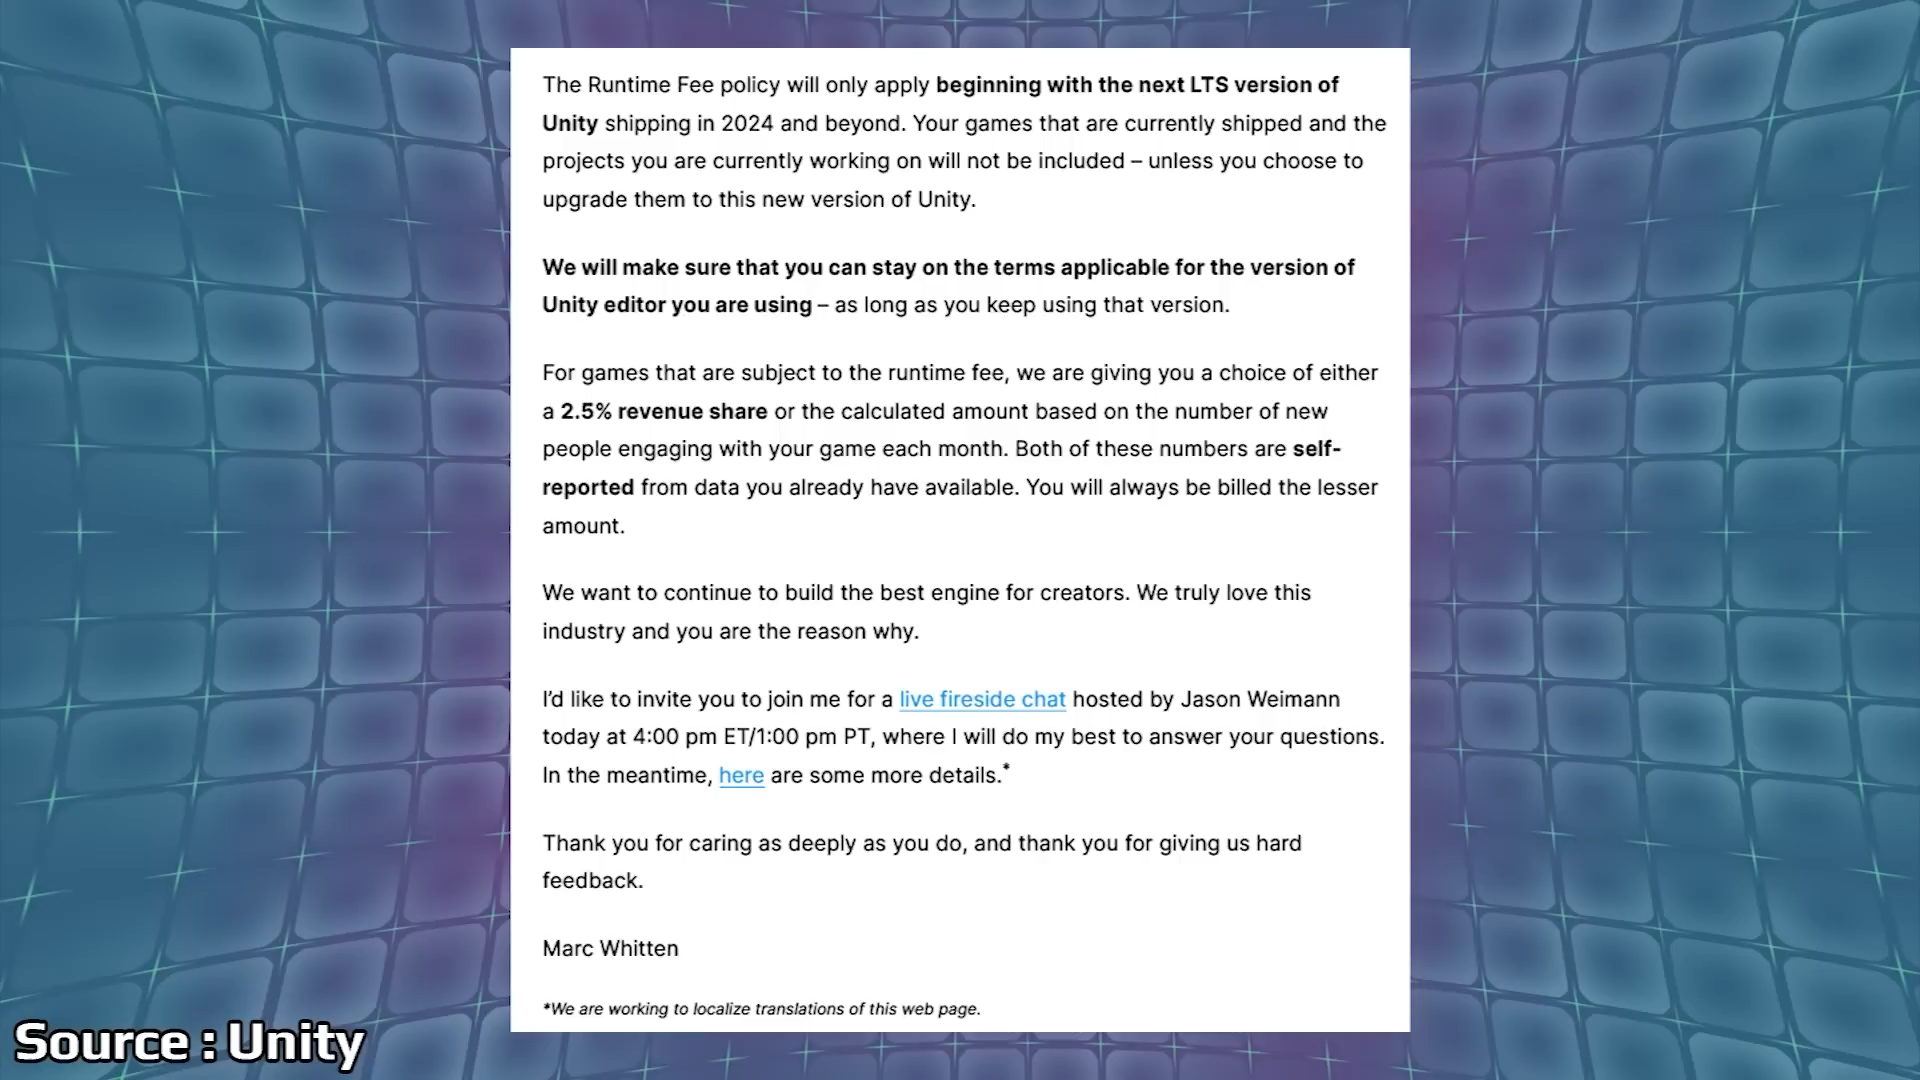 The Runtime Fee policy will only apply beginning with the next LTS version of
Unity shipping in 2024 and beyond. Your games that are currently shipped and the
projects you are currently working on will not be included – unless you choose to
upgrade them to this new version of Unity.
We will make sure that you can stay on the terms applicable for the version of
Unity editor you are using – as long as you keep using that version.
For games that are subject to the runtime fee, we are giving you a choice of either
a 2.5% revenue share or the calculated amount based on the number of new
people engaging with your game each month. Both of these numbers are self-
reported from data you already have available. You will always be billed the lesser
amount.
We want to continue to build the best engine for creators. We truly love this
industry and you are the reason why.
I’d like to invite you to join me for a live fireside chat hosted by Jason Weimann
today at 4:00 pm ET/1:00 pm PT, where I will do my best to answer your questions.
In the meantime, here are some more details.*
Thank you for caring as deeply as you do, and thank you for giving us hard
feedback.
Marc Whitten
*We are working to localize translations of this web page.
Source : Unity